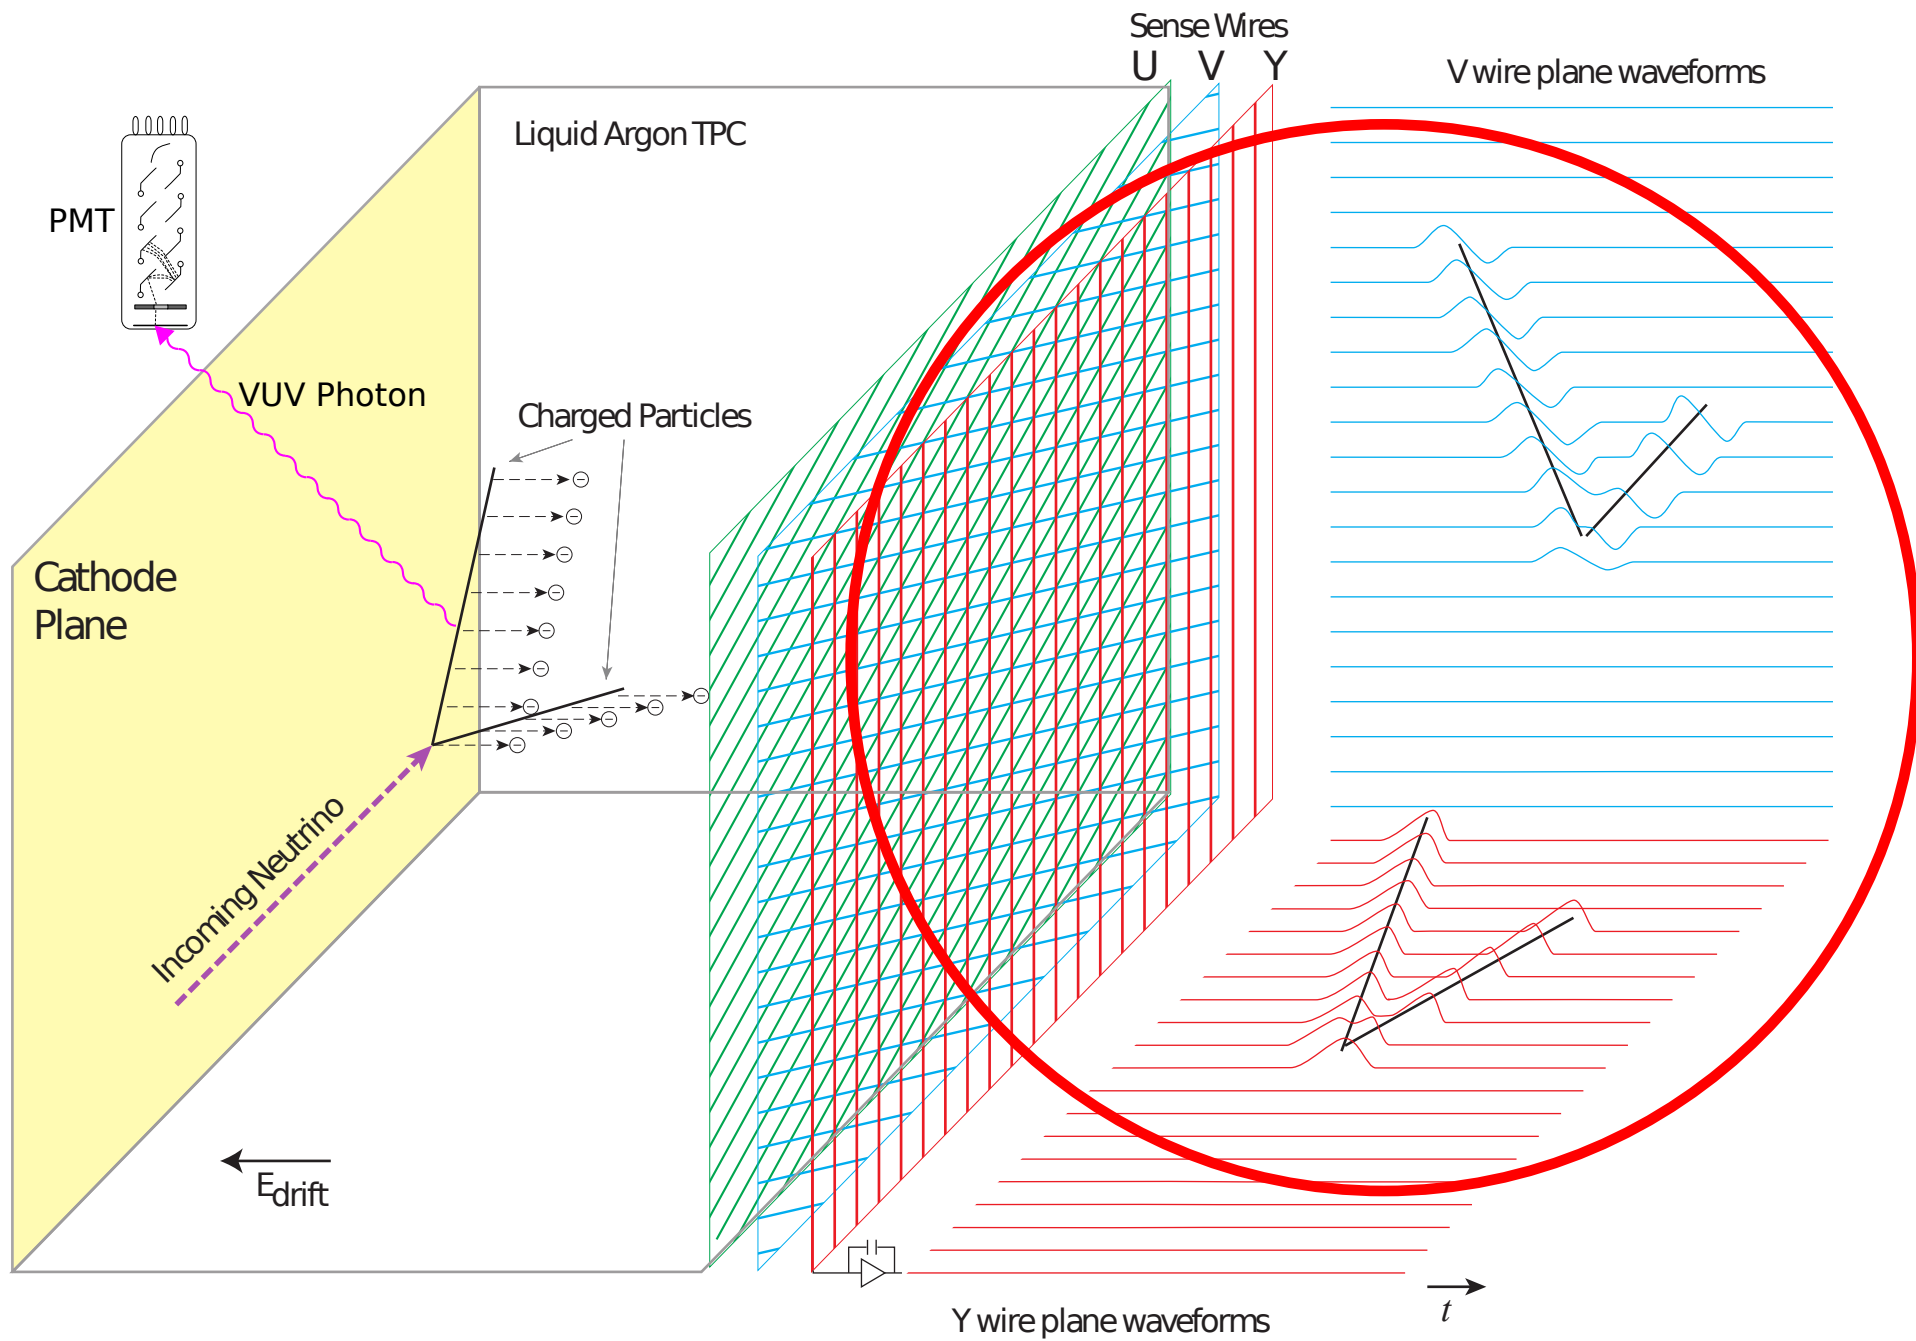 Sense Wires
U V Y
V wire plane waveforms
Liquid Argon TPC
PMT
VUV Photon
Charged Particles
Cathode
Plane
Incoming Neutrino
Edrift
t
Y wire plane waveforms